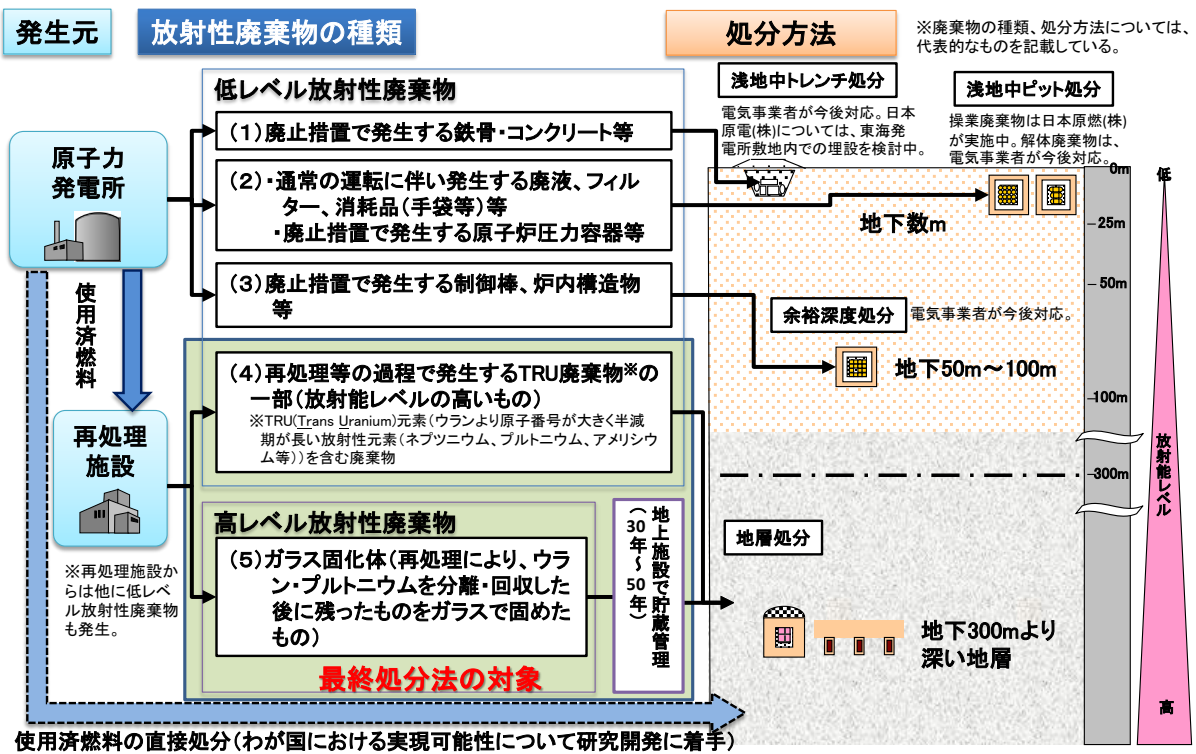 発生元
放射性廃棄物の種類
処分方法
※廃棄物の種類、処分方法については、
代表的なものを記載している。
低レベル放射性廃棄物
(1)廃止措置で発生する鉄骨・コンクリート等
(2)・通常の運転に伴い発生する廃液、フィル
ター、消耗品(手袋等)等
・廃止措置で発生する原子炉圧力容器等
(3)廃止措置で発生する制御棒、炉内構造物
等
(4)再処理等の過程で発生するTRU廃棄物※の
一部(放射能レベルの高いもの)
※TRU(Trans Uranium)元素(ウランより原子番号が大きく半減
期が長い放射性元素(ネプツニウム、プルトニウム、アメリシウ
ム等))を含む廃棄物
高レベル放射性廃棄物
(5)ガラス固化体(再処理により、ウラ
ン・プルトニウムを分離・回収した
後に残ったものをガラスで固めた
もの)
最終処分法の対象
地上施設で貯蔵管理
(30年~50年)
原子力
発電所
使用済燃料
再処理
施設
※再処理施設か
らは他に低レベ
ル放射性廃棄物
も発生。
使用済燃料の直接処分(わが国における実現可能性について研究開発に着手)
浅地中トレンチ処分
電気事業者が今後対応。日本
原電(株)については、東海発
電所敷地内での埋設を検討中。
浅地中ピット処分
操業廃棄物は日本原燃(株)
が実施中。解体廃棄物は、
電気事業者が今後対応。
地下数m
余裕深度処分
電気事業者が今後対応。
地下50m~100m
地層処分
地下300mより
深い地層
0m
-25m
-50m
-100m
-300m
低
放射能レベル
高